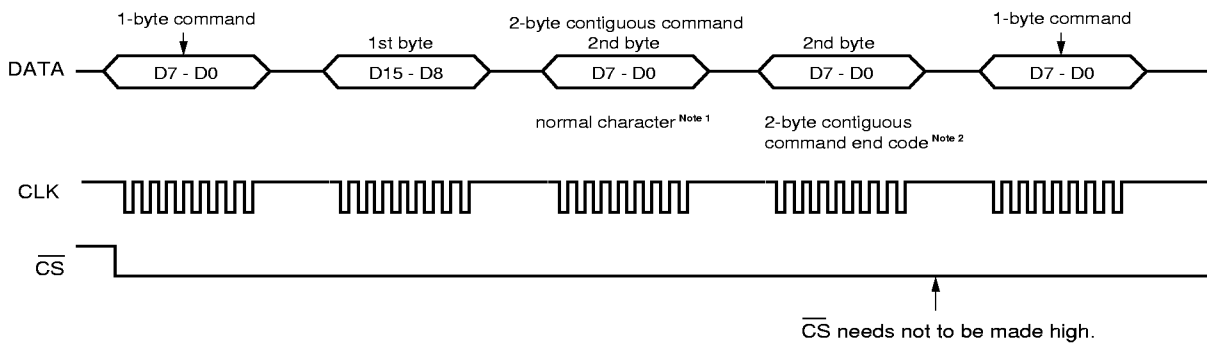 1-byte command
2-byte contiguous command
1-byte command
1st byte
2nd byte
2nd byte
DATA
D7 - D0
D15 - D8
D7 - D0
D7 - D0
D7 - D0
normal character Note 1
2-byte contiguous
command end code Note 2
CLK
CS
CS needs not to be made high.